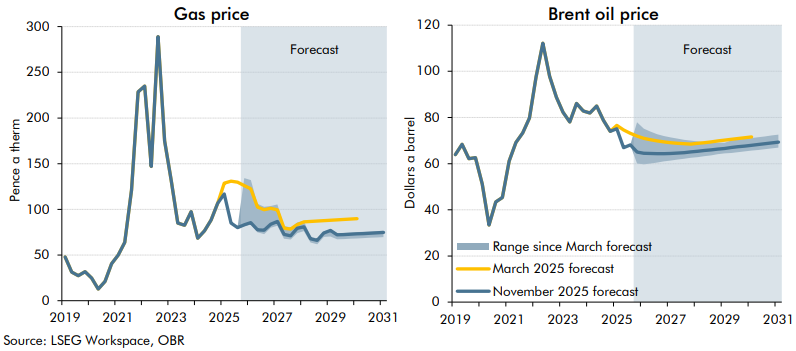 Gas price
Pence a therm
300
250
200
150
100
50
0
Forecast
2019 2021 2023 2025 2027 2029 2031
Brent oil price
Dollars a barrel
120
100
80
60
40
20
0
Forecast
Range since March forecast
March 2025 forecast
November 2025 forecast
2019 2021 2023 2025 2027 2029 2031
Source: LSEG Workspace, OBR